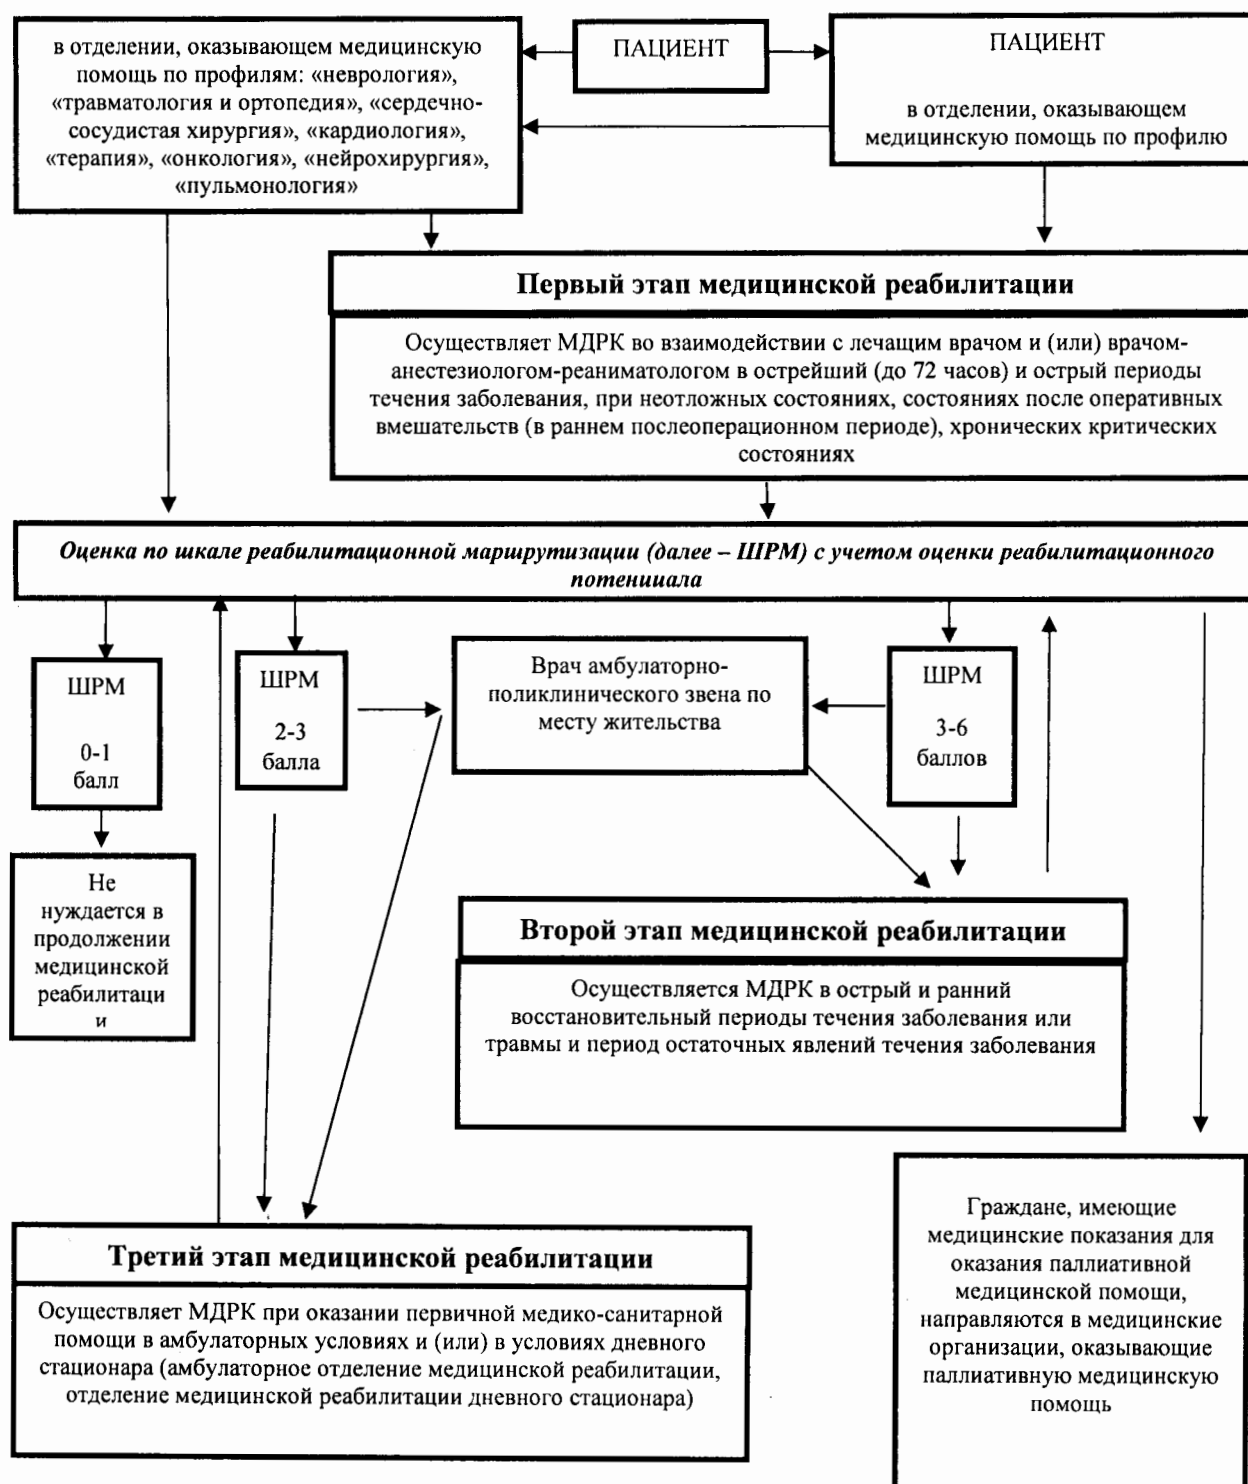 в отделении, оказывающем медицинскую
помощь по профилям: «неврология»,
«травматология и ортопедия», «сердечно-
сосудистая хирургия», «кардиология»,
«терапия», «онкология», «нейрохирургия»,
«пульмонология»
ПАЦИЕНТ
ПАЦИЕНТ
в отделении, оказывающем
медицинскую помощь по профилю
Первый этап медицинской реабилитации
Осуществляет МДРК во взаимодействии с лечащим врачом и (или) врачом-
анестезиологом-реаниматологом в острейший (до 72 часов) и острый периоды
течения заболевания, при неотложных состояниях, состояниях после оперативных
вмешательств (в раннем послеоперационном периоде), хронических критических
состояниях
Оценка по шкале реабилитационной маршрутизации (далее – ШРМ) с учетом оценки реабилитационного
потенциала
ШРМ
0-1
балл
ШРМ
2-3
балла
Врач амбулаторно-
поликлинического звена по
месту жительства
ШРМ
3-6
баллов
Не
нуждается в
продолжении
медицинской
реабилитаци
и
Второй этап медицинской реабилитации
Осуществляется МДРК в острый и ранний
восстановительный периоды течения заболевания или
травмы и период остаточных явлений течения заболевания
Третий этап медицинской реабилитации
Осуществляет МДРК при оказании первичной медико-санитарной
помощи в амбулаторных условиях и (или) в условиях дневного
стационара (амбулаторное отделение медицинской реабилитации,
отделение медицинской реабилитации дневного стационара)
Граждане, имеющие
медицинские показания для
оказания паллиативной
медицинской помощи,
направляются в медицинские
организации, оказывающие
паллиативную медицинскую
помощь